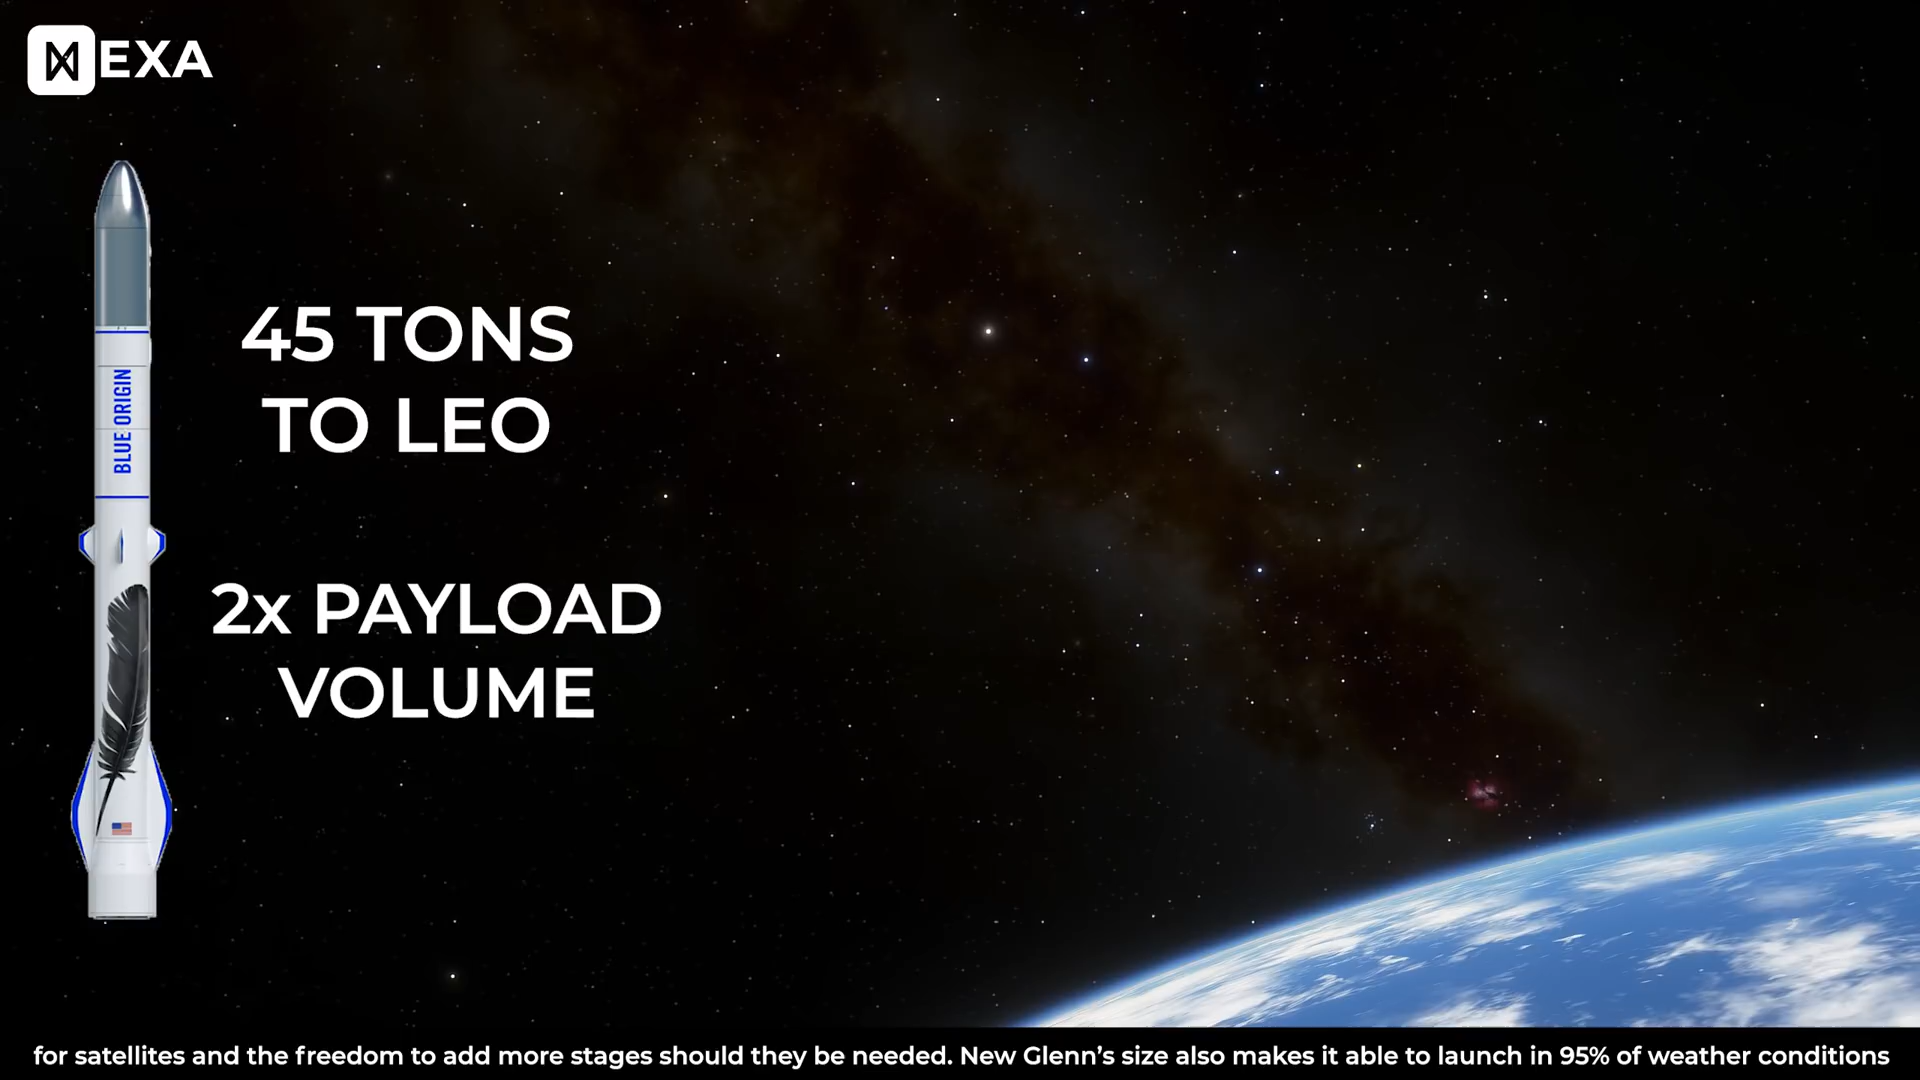 MEXA
45 TONS
TO LEO
BLUE ORIGIN
2x PAYLOAD
VOLUME
for satellites and the freedom to add more stages should they be needed. New Glenn’s size also makes it able to launch in 95% of weather conditions